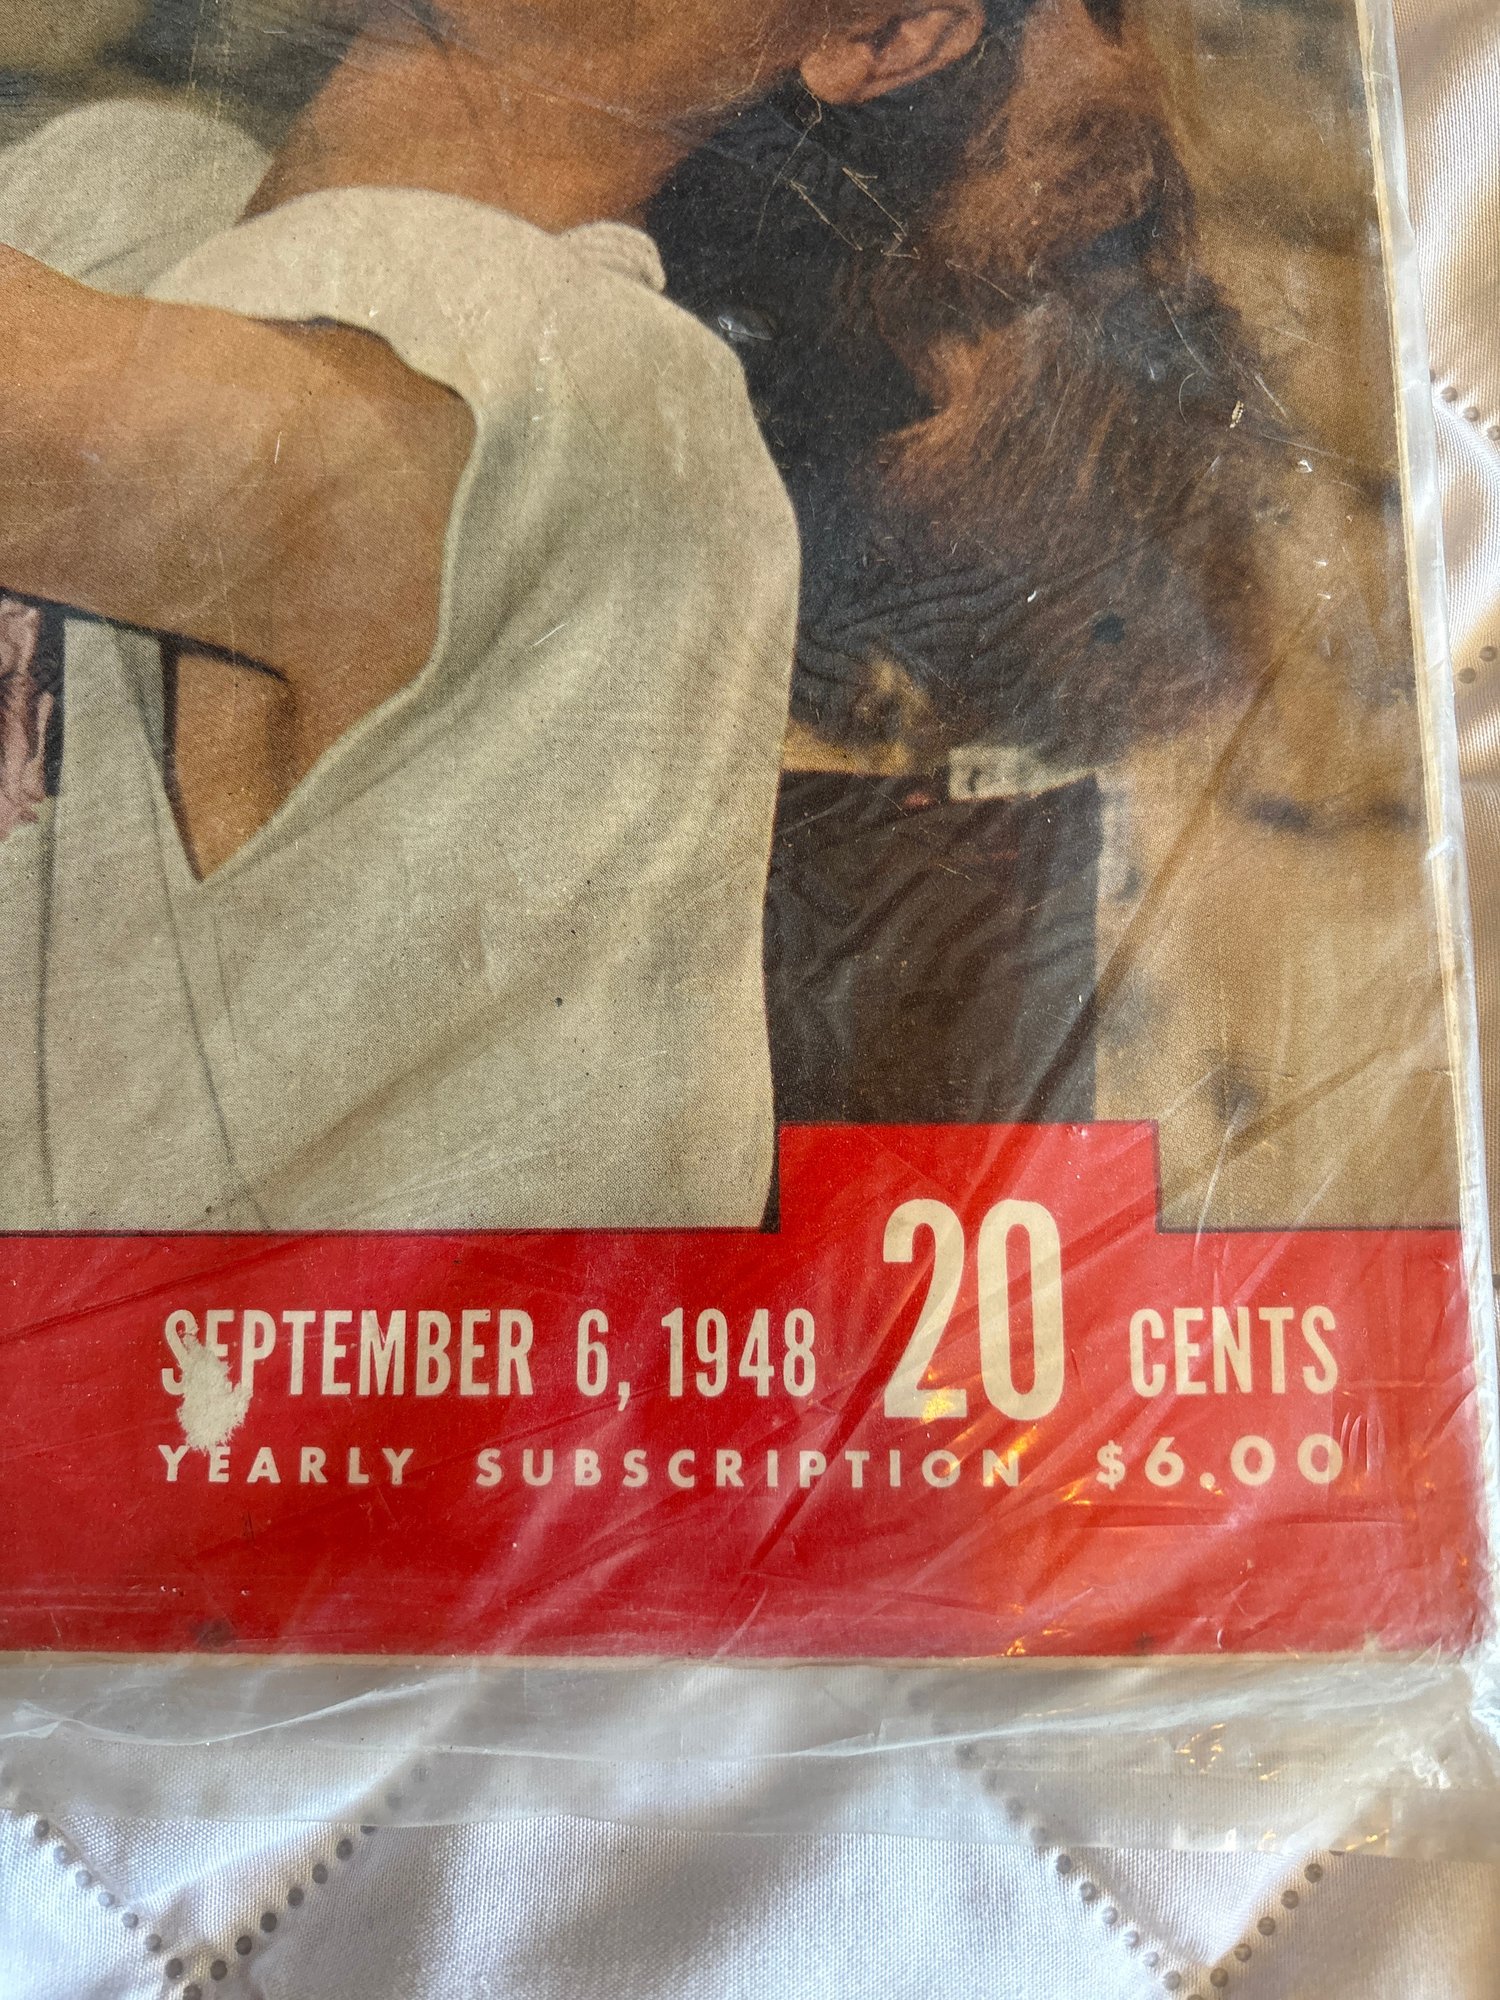 SEPTEMBER 6, 1948 20 CENTS
YEARLY SUBSCRIPTION $6.00